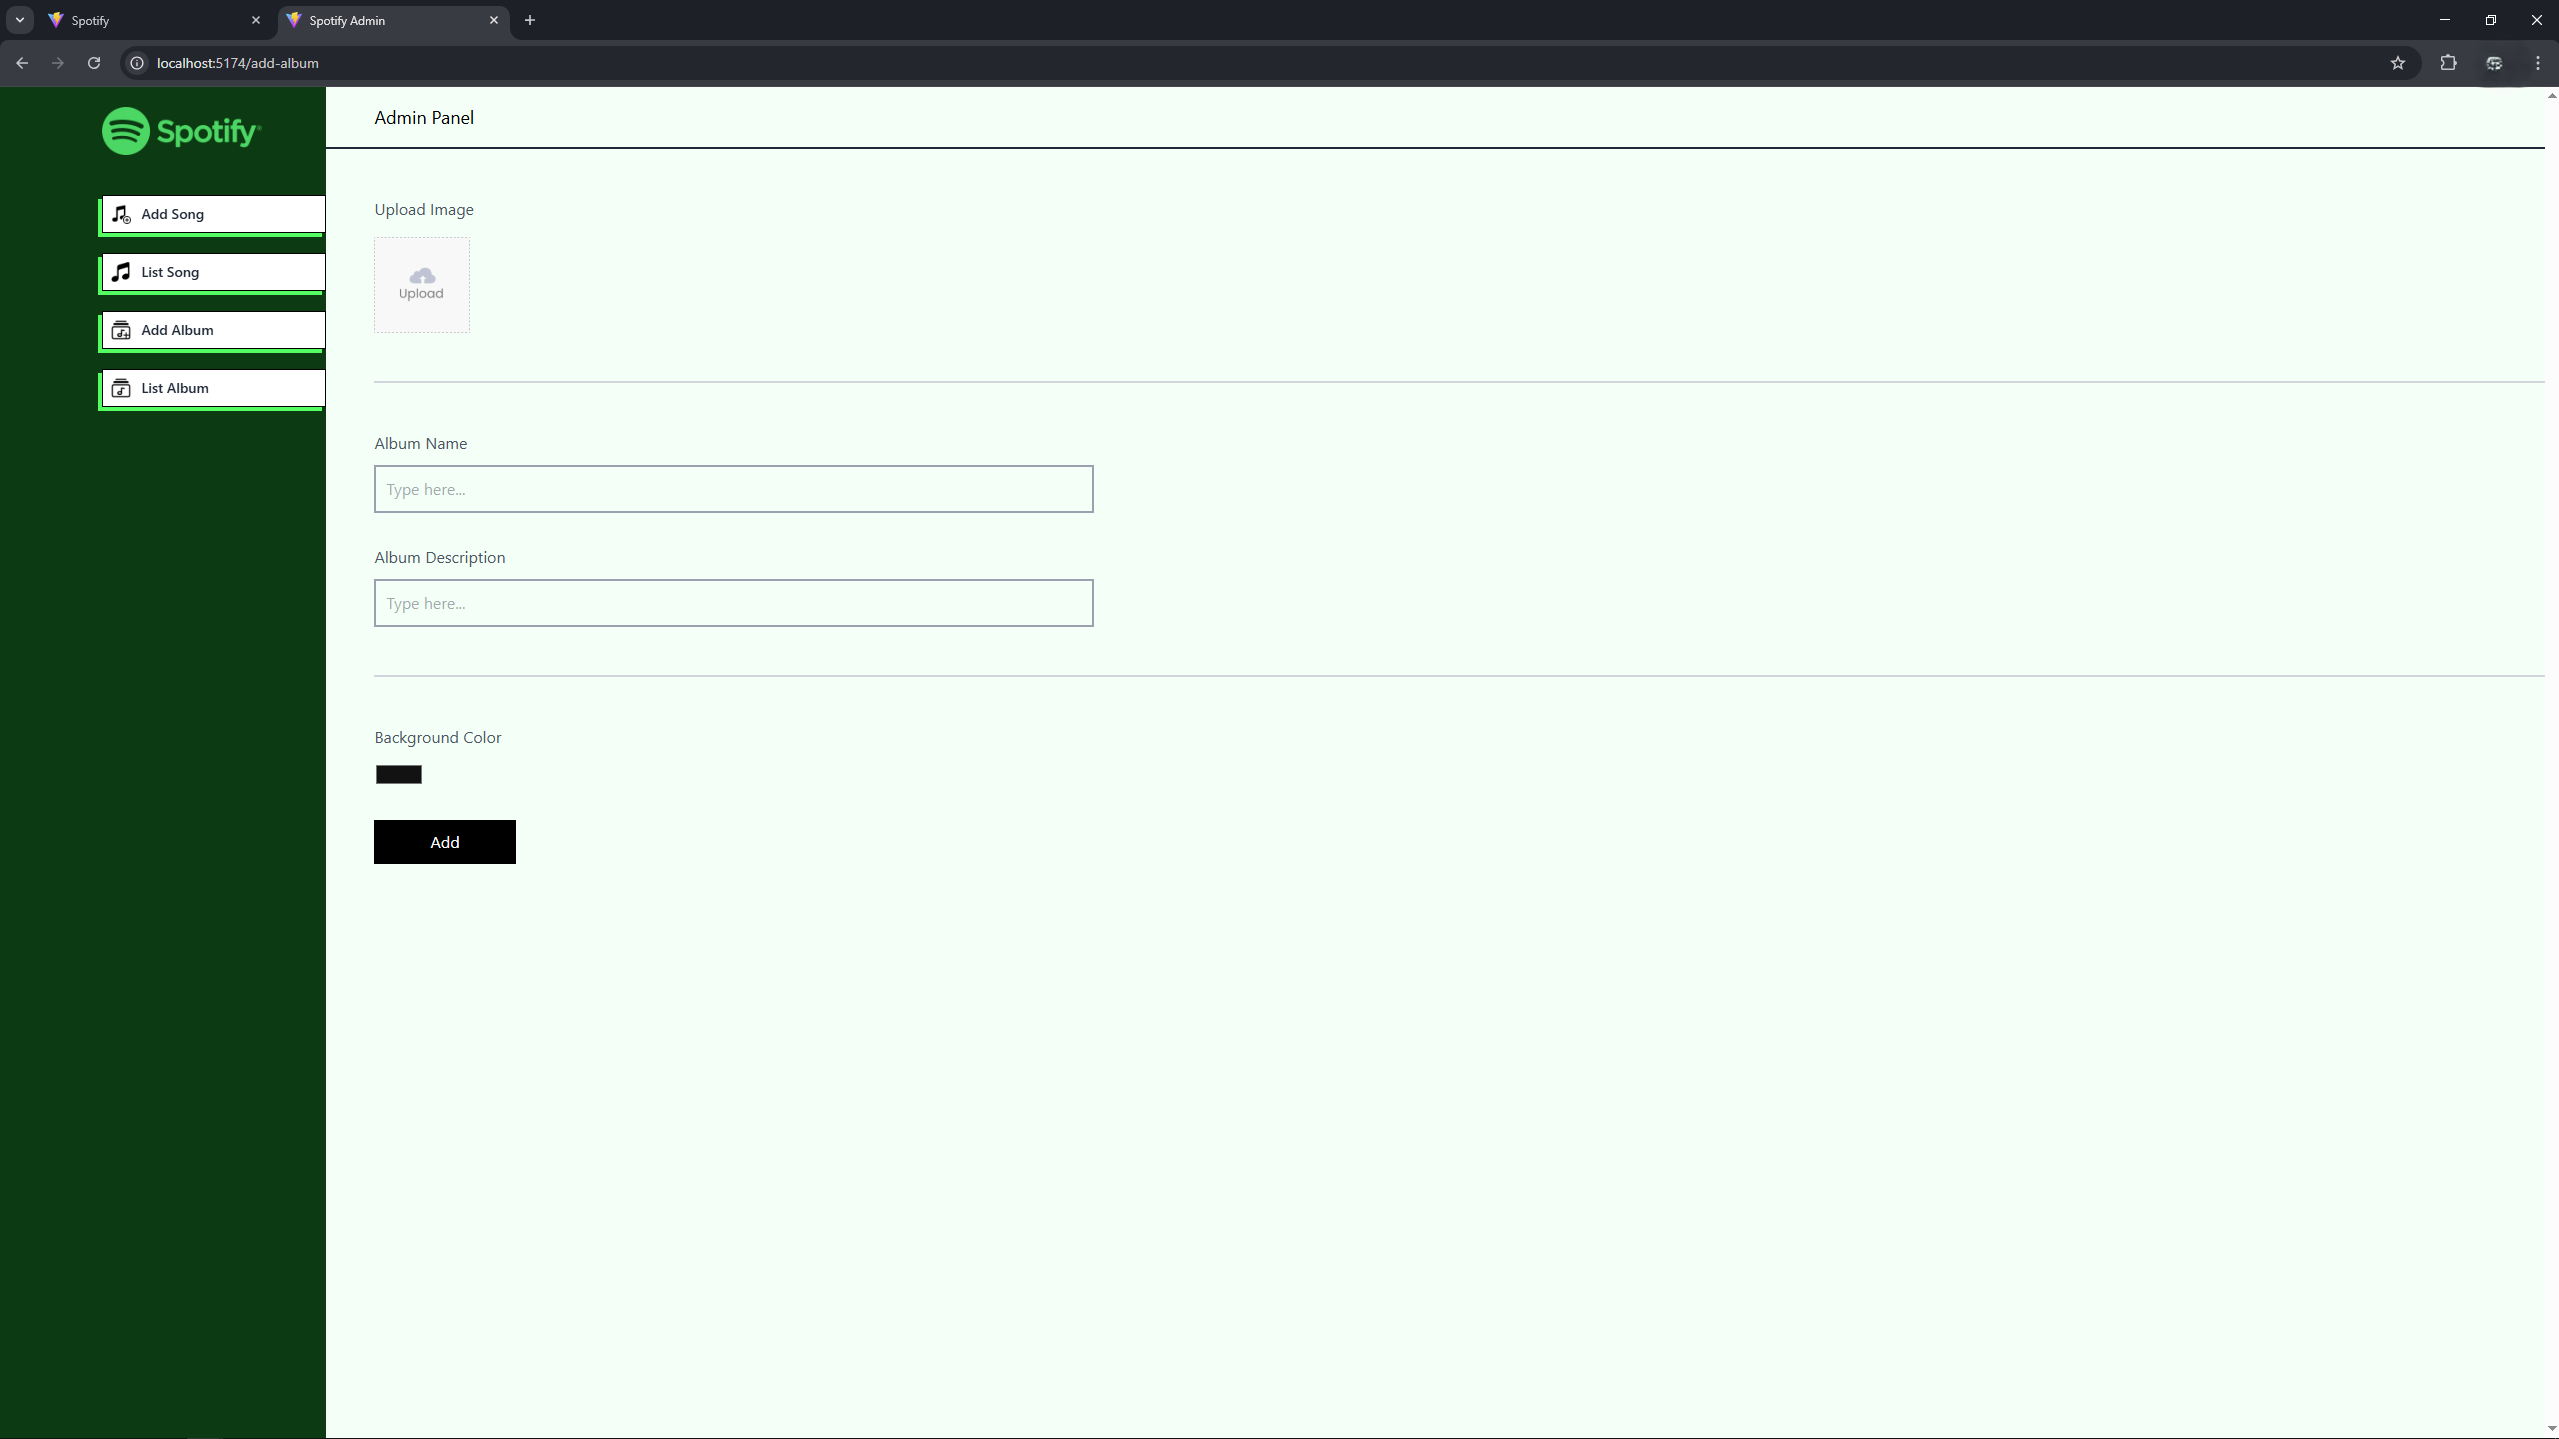 Spotify
Spotify Admin
localhost:5174/add-album
Spotify
Admin Panel
Add Song
List Song
Add Album
List Album
Upload Image
Upload
Album Name
Type here...
Album Description
Type here...
Background Color
Add